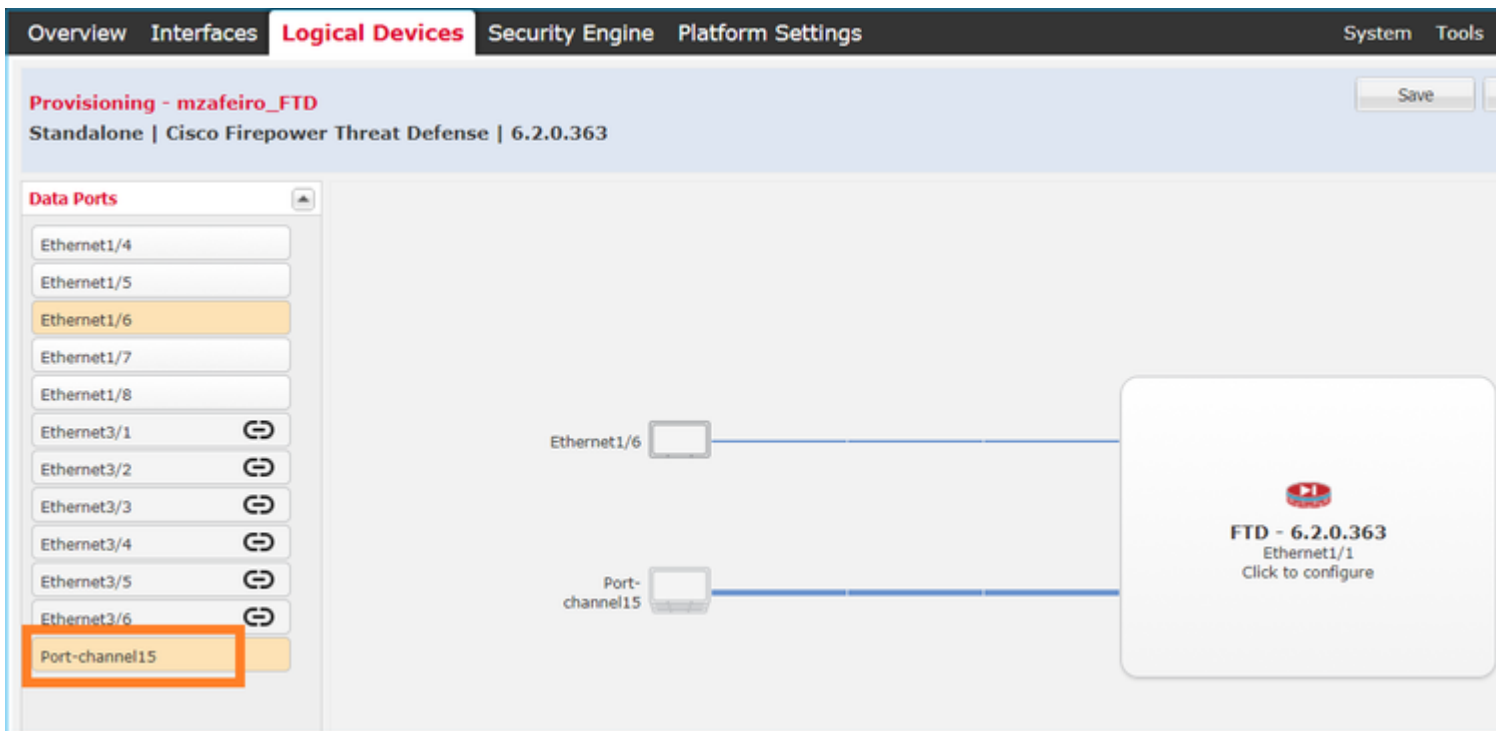 Overview Interfaces Logical Devices Security Engine Platform Settings System Tools
Provisioning - mzafeiro_FTD
Standalone | Cisco Firepower Threat Defense | 6.2.0.363
Save
Data Ports
Ethernet1/4
Ethernet1/5
Ethernet1/6
Ethernet1/7
Ethernet1/8
Ethernet3/1
Ethernet3/2
Ethernet3/3
Ethernet3/4
Ethernet3/5
Ethernet3/6
Port-channel15
Ethernet1/6
Port-
channel15
FTD - 6.2.0.363
Ethernet1/1
Click to configure